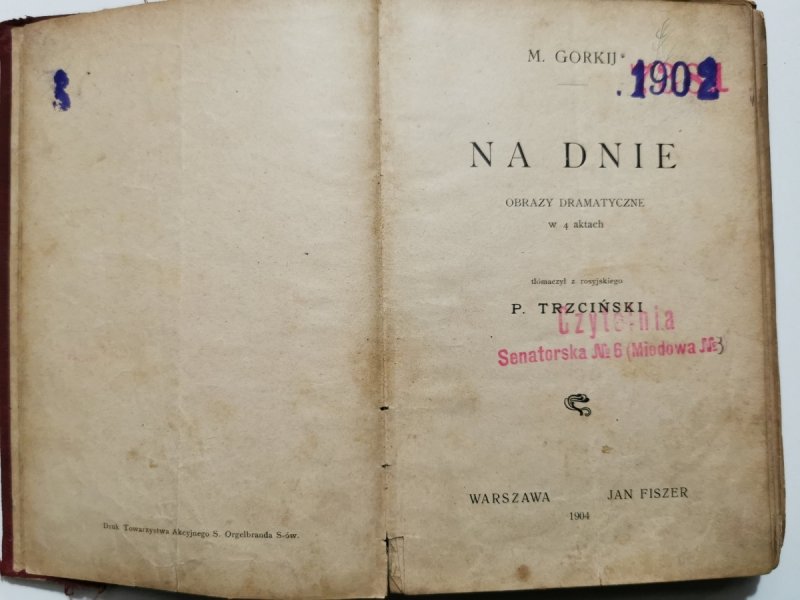 Druk Towarzystwa Akcyjnego S. Orgelbranda S-ów.
M. GORKIJ
.1902
NA DNIE
OBRAZY DRAMATYCZNE
w 4 aktach
tłómaczył z rosyjskiego
P. TRZCIŃSKI
Czytelnia
Senatorska № 6 (Miodowa № 3
WARSZAWA JAN FISZER
1904